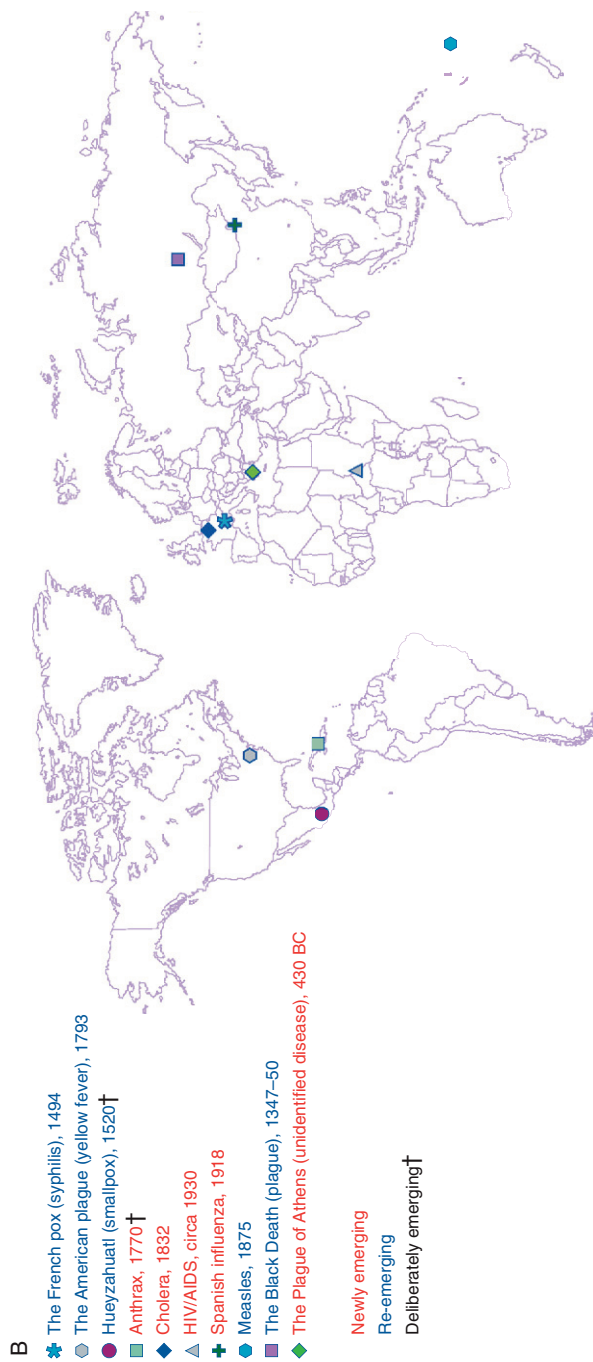 B
The French pox (syphilis), 1494
The American plague (yellow fever), 1793
Hueyzahuatl (smallpox), 1520†
Anthrax, 1770†
Cholera, 1832
HIV/AIDS, circa 1930
Spanish influenza, 1918
Measles, 1875
The Black Death (plague), 1347–50
The Plague of Athens (unidentified disease), 430 BC
Newly emerging
Re-emerging
Deliberately emerging†